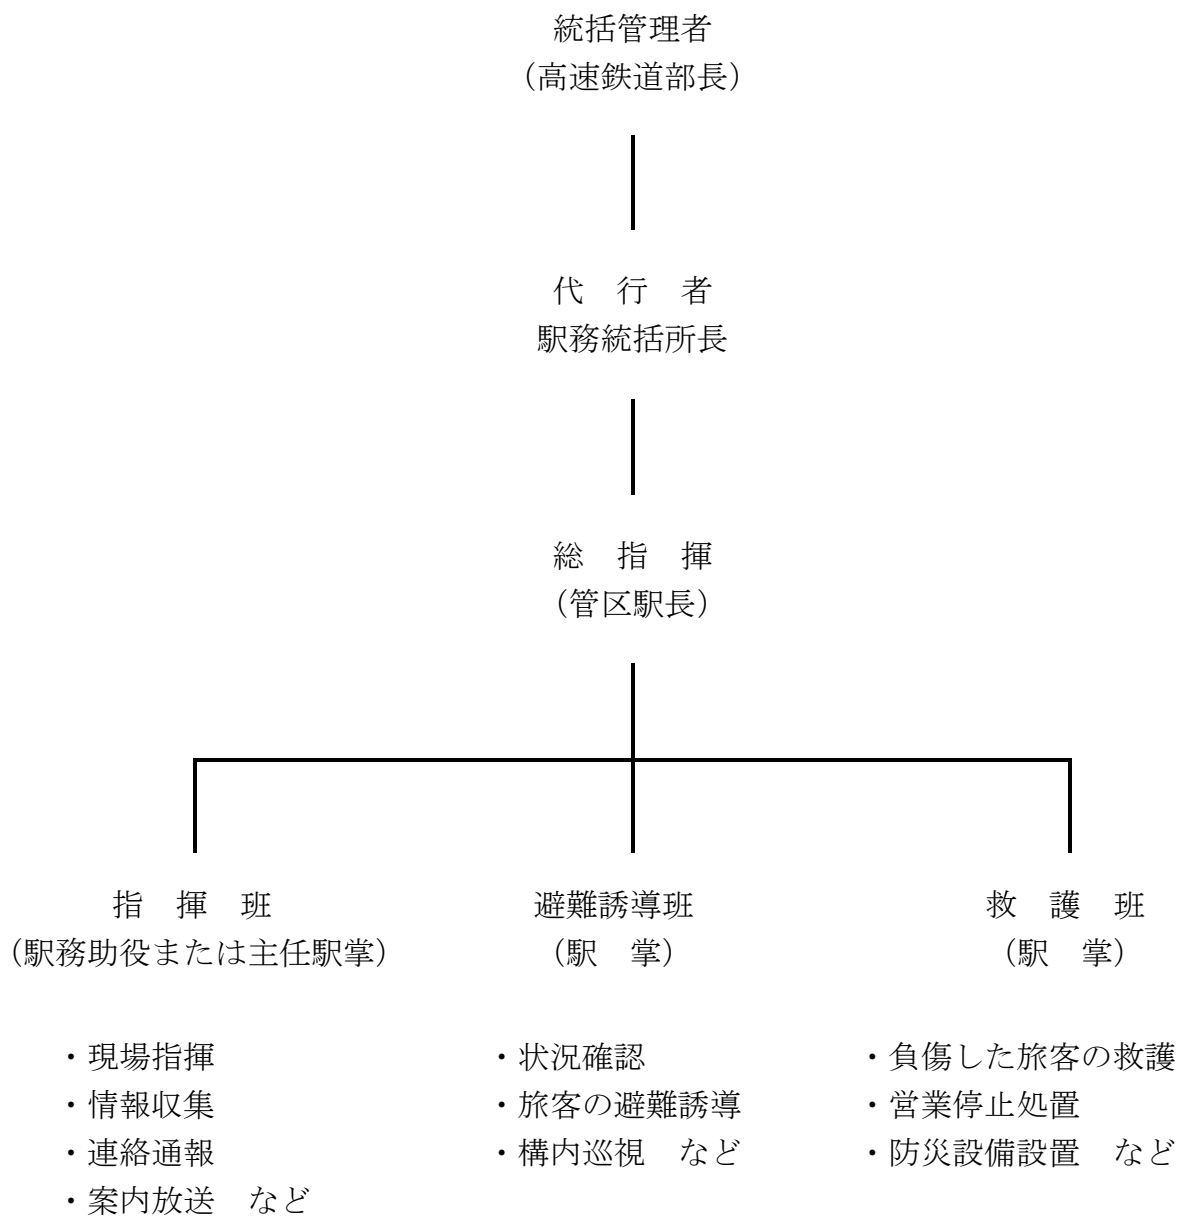 統括管理者
（高速鉄道部長）
代　行　者
駅務統括所長
総　指　揮
（管区駅長）
指　揮　班
（駅務助役または主任駅掌）
・現場指揮
・情報収集
・連絡通報
・案内放送　など
避難誘導班
（駅　掌）
・状況確認
・旅客の避難誘導
・構内巡視　など
救　護　班
（駅　掌）
・負傷した旅客の救護
・営業停止処置
・防災設備設置　など